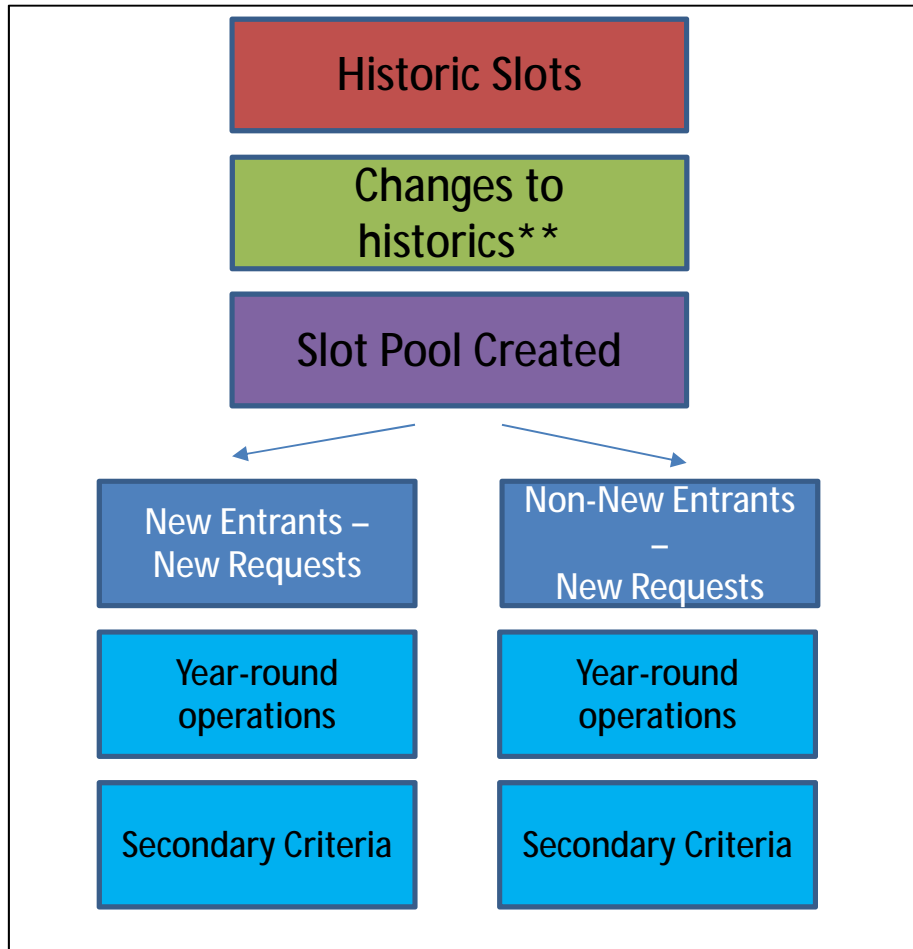 Historic Slots
Changes to
historics**
Slot Pool Created
New Entrants –
New Requests
Non-New Entrants
–
New Requests
Year-round
operations
Year-round
operations
Secondary Criteria
Secondary Criteria